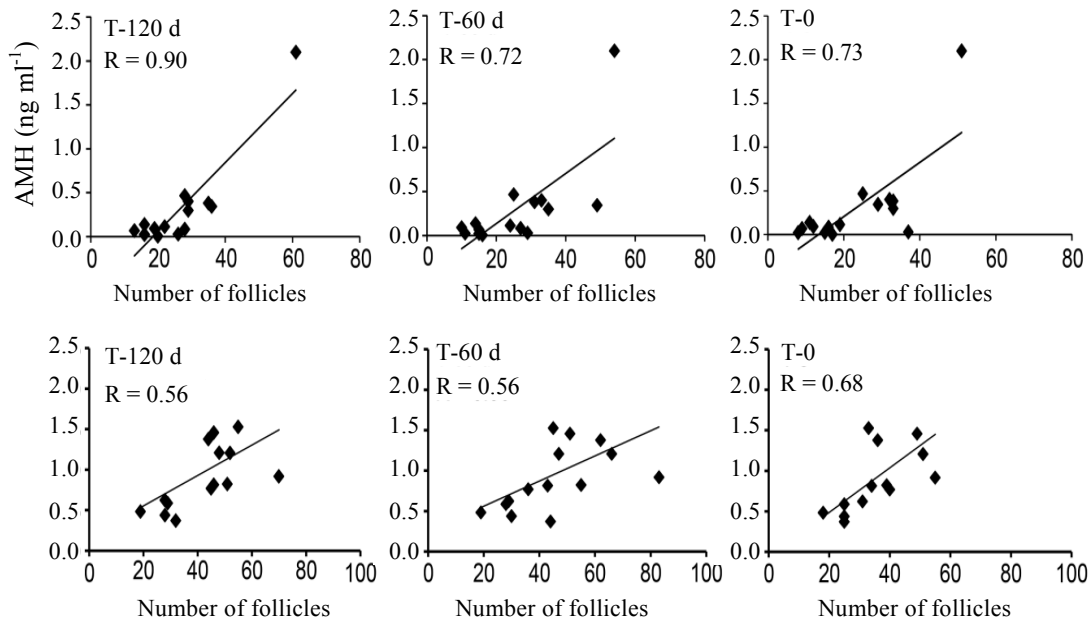 2.5
T-120 d
R = 0.90
2.0
1.5
1.0
0.5
0.0
0 20 40 60 80
Number of follicles
AMH (ng ml⁻¹)
2.5
T-60 d
R = 0.72
2.0
1.5
1.0
0.5
0
0 20 40 60 80
Number of follicles
2.5
T-0
R = 0.73
2.0
1.5
1.0
0.5
0
0 20 40 60 80
Number of follicles
2.5
T-120 d
2.0
R = 0.56
1.5
1.0
0.5
0.0
0 20 40 60 80 100
Number of follicles
2.5
T-60 d
2.0
R = 0.56
1.5
1.0
0.5
0.0
0 20 40 60 80 100
Number of follicles
2.5
T-0
2.0
R = 0.68
1.5
1.0
0.5
0.0
0 20 40 60 80 100
Number of follicles